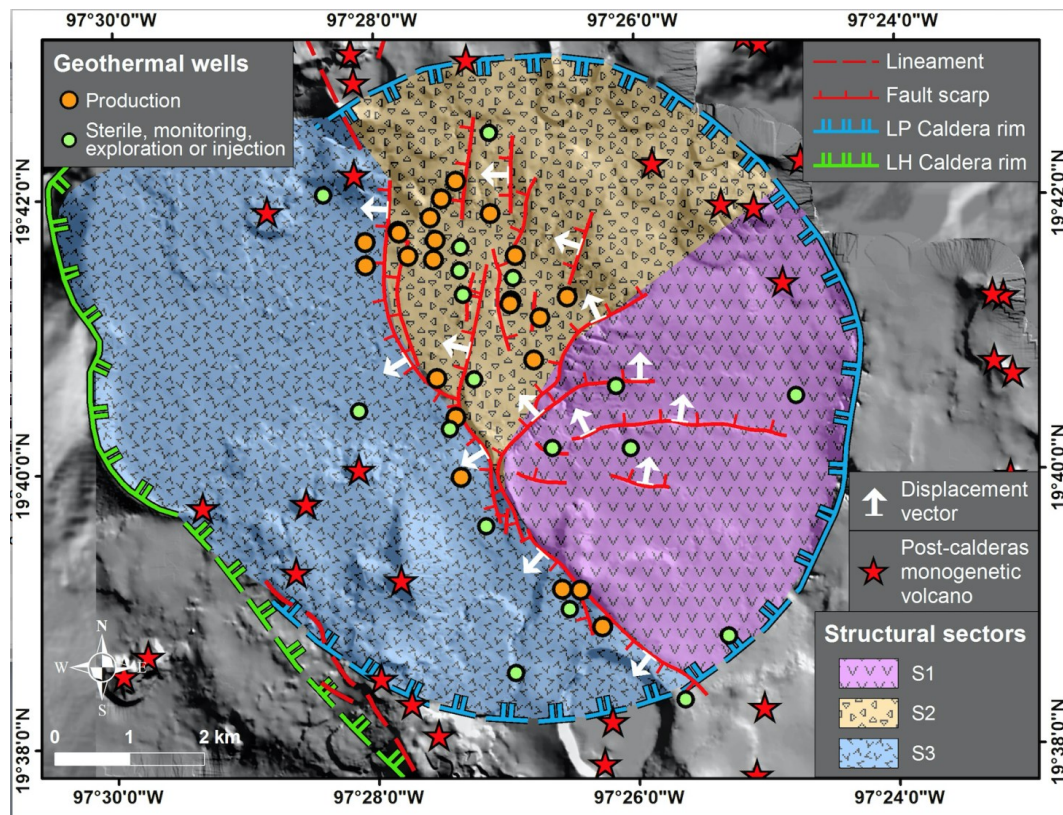 97°30'0"W
97°28'0"W
97°26'0"W
97°24'0"W
Geothermal wells
Production
Sterile, monitoring,
exploration or injection
Lineament
Fault scarp
LP Caldera rim
LH Caldera rim
19°42'0"N
19°42'0"N
19°40'0"N
19°40'0"N
Displacement
vector
Post-calderas
monogenetic
volcano
Structural sectors
S1
S2
S3
N
W
E
S
0
1
2 km
19°38'0"N
19°38'0"N
97°30'0"W
97°28'0"W
97°26'0"W
97°24'0"W